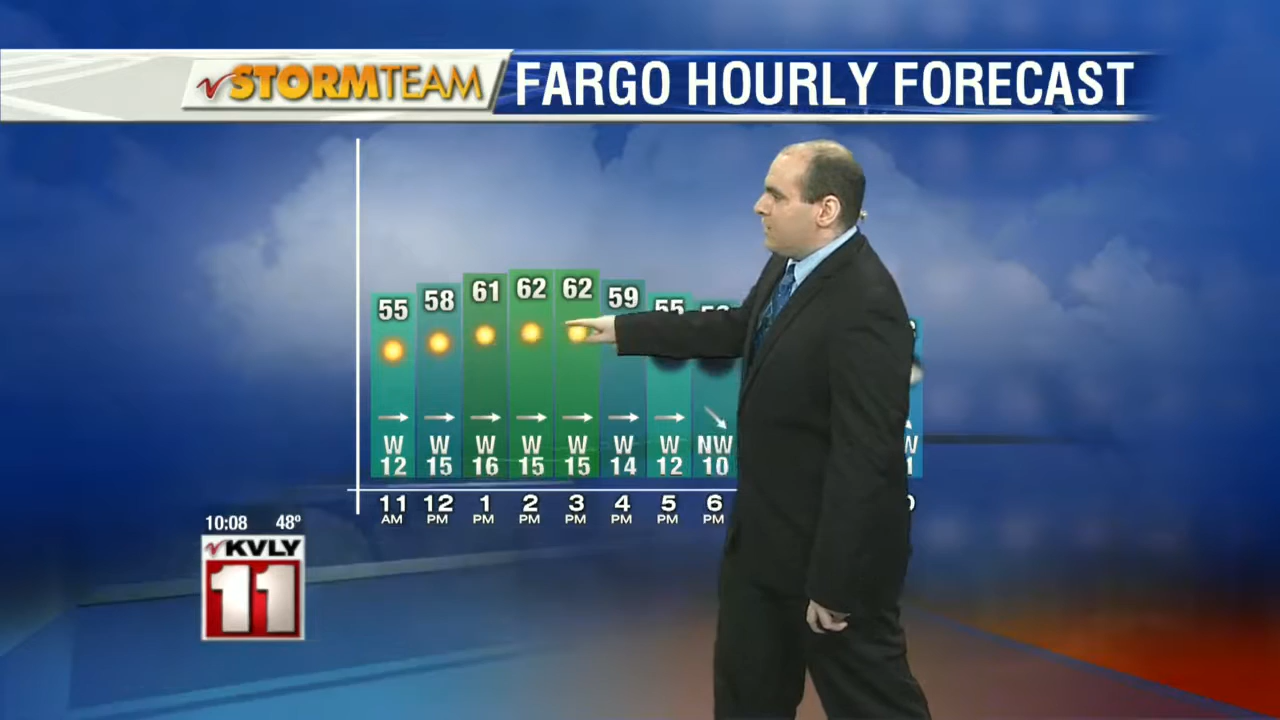 STORMTEAM FARGO HOURLY FORECAST
55 58 61 62 62 59 55
W W W W W W W NW W
12 15 16 15 15 14 12 10
11 12 1 2 3 4 5 6
AM PM PM PM PM PM PM PM
10:08 48°
KVLY
11